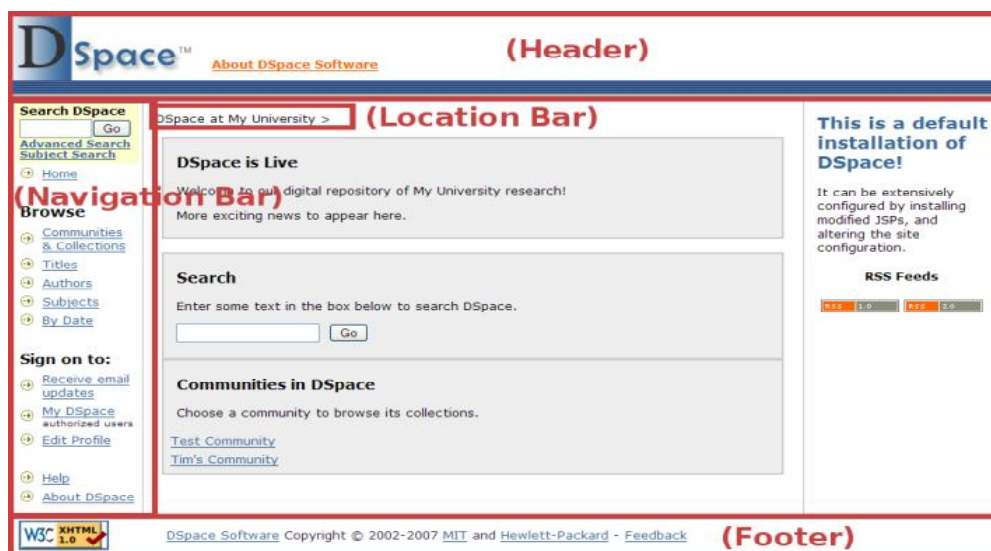 DSpace™
About DSpace Software
(Header)
Search DSpace
Go
Advanced Search
Subject Search
Home
(Navigation Bar)
Browse
Communities
& Collections
Titles
Authors
Subjects
By Date
Sign on to:
Receive email
updates
My DSpace
authorized users
Edit Profile
Help
About DSpace
DSpace at My University >
(Location Bar)
DSpace is Live
Welcome to our digital repository of My University research!
More exciting news to appear here.
Search
Enter some text in the box below to search DSpace.
Go
Communities in DSpace
Choose a community to browse its collections.
Test Community
Tim's Community
This is a default
installation of
DSpace!
It can be extensively
configured by installing
modified JSPs, and
altering the site
configuration.
RSS Feeds
RSS 1.0 RSS 2.0
W3C XHTML 1.0
DSpace Software Copyright © 2002-2007 MIT and Hewlett-Packard - Feedback
(Footer)